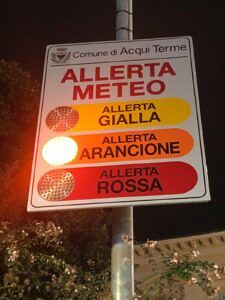 Comune di Acqui Terme
ALLERTA
METEO
ALLERTA
GIALLA
ALLERTA
ARANCIONE
ALLERTA
ROSSA